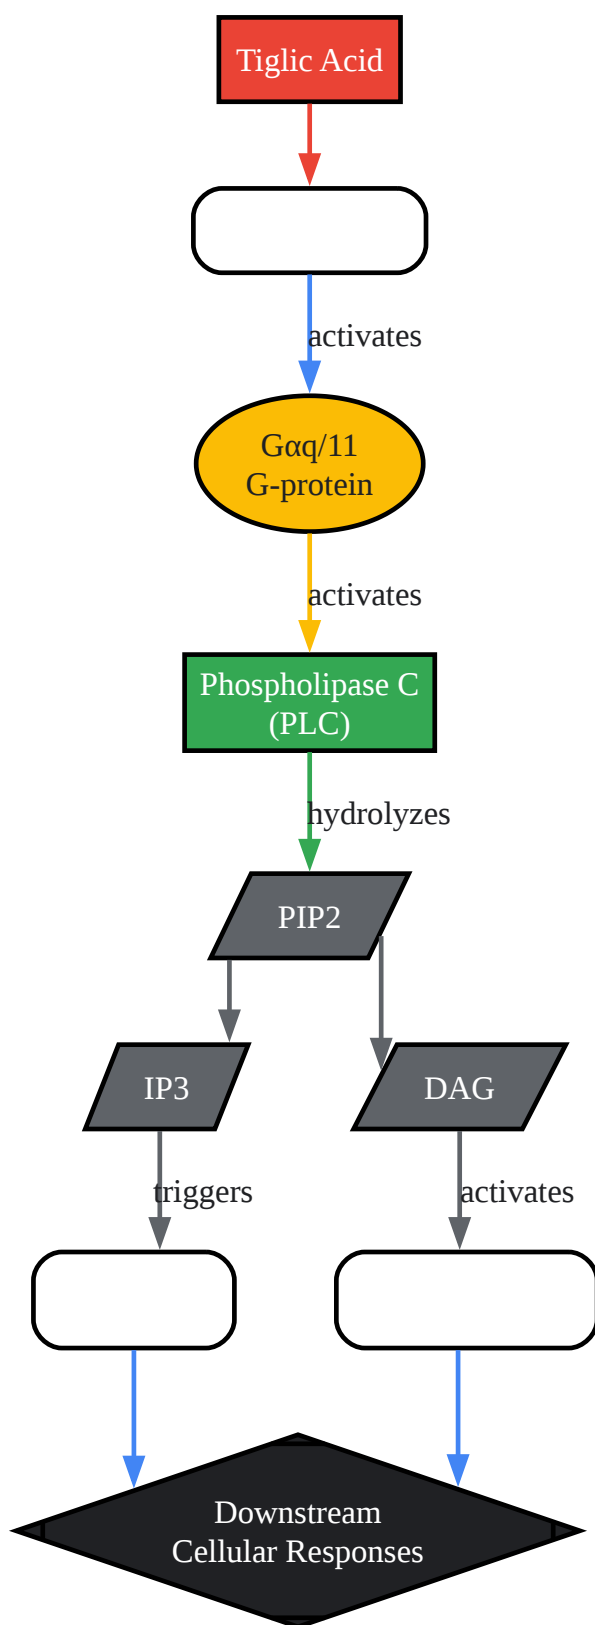 Tiglic Acid
activates
Gαq/11
G-protein
activates
Phospholipase C
(PLC)
hydrolyzes
PIP2
IP3
DAG
triggers
activates
Downstream
Cellular Responses